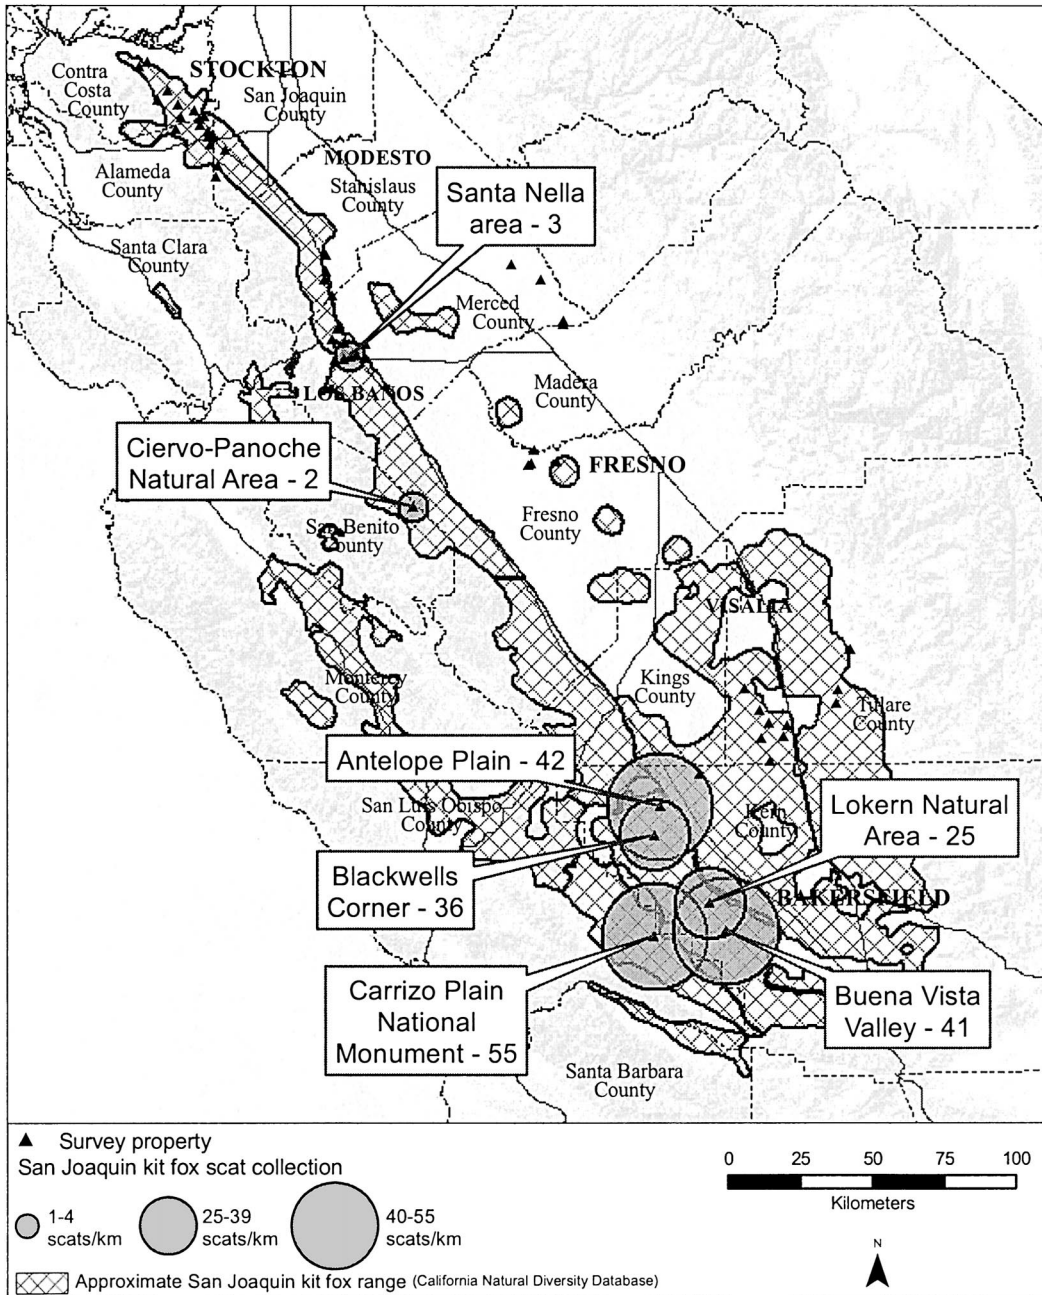 Contra
Costa
County
STOCKTON
San Joaquin
County
Alameda
County
MODESTO
Stanislaus
County
Santa Nella
area - 3
Santa Clara
County
Merced
County
LOS BANOS
Madera
County
Ciervo-Panoche
Natural Area - 2
FRESNO
San Benito
County
Fresno
County
VISALIA
Monterey
County
Kings
County
Tulare
County
Antelope Plain - 42
San Luis Obispo
County
Kern
County
Lokern Natural
Area - 25
Blackwells
Corner - 36
BAKERSFIELD
Carrizo Plain
National
Monument - 55
Buena Vista
Valley - 41
Santa Barbara
County
Survey property
San Joaquin kit fox scat collection
1-4
scats/km
25-39
scats/km
40-55
scats/km
Approximate San Joaquin kit fox range (California Natural Diversity Database)
0 25 50 75 100
Kilometers
N